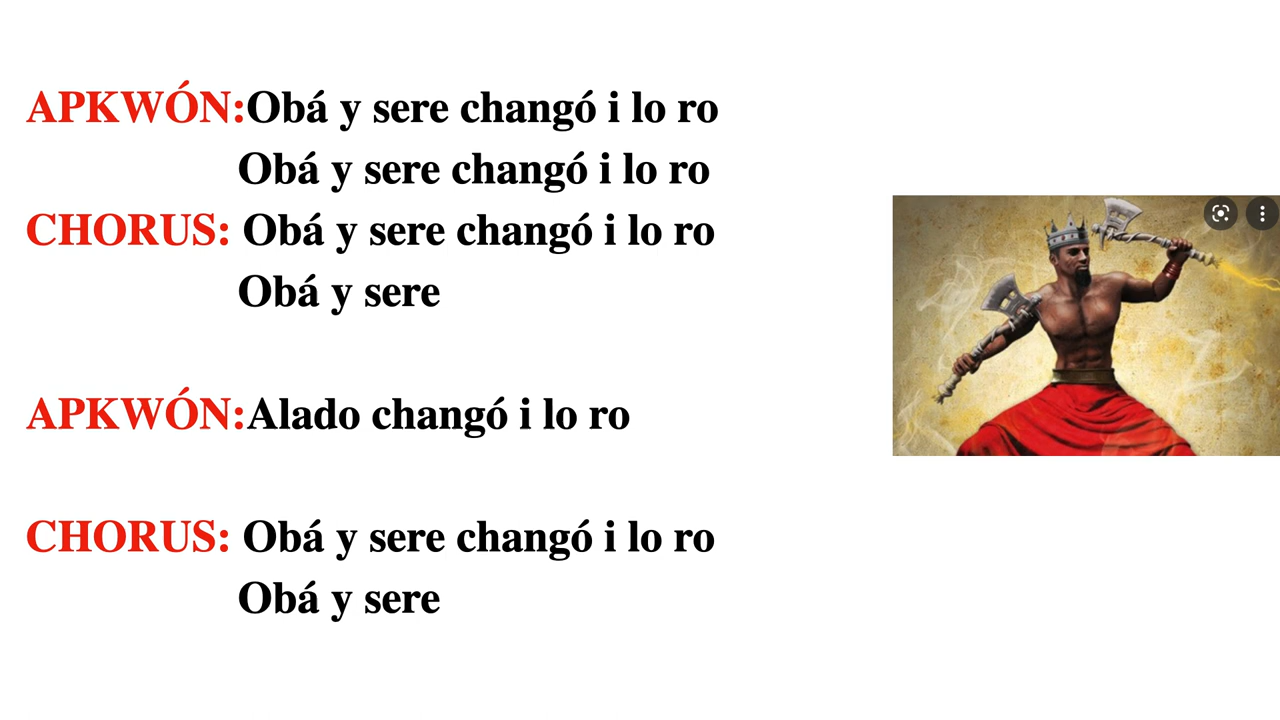 APKWÓN:Obá y sere changó i lo ro
Obá y sere changó i lo ro
CHORUS: Obá y sere changó i lo ro
Obá y sere
APKWÓN:Alado changó i lo ro
CHORUS: Obá y sere changó i lo ro
Obá y sere